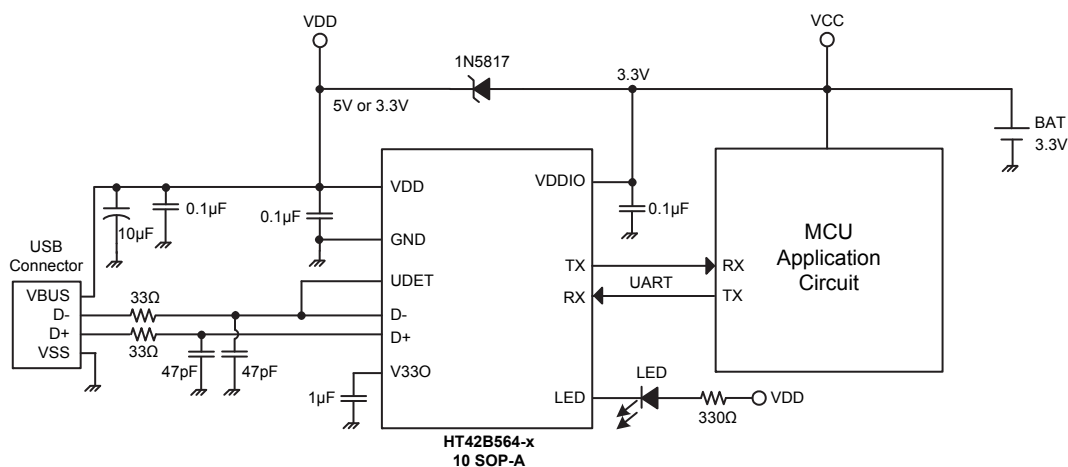 VDD
VCC
1N5817
3.3V
5V or 3.3V
BAT
3.3V
VDD
VDDIO
0.1µF
0.1µF
0.1µF
10µF
GND
MCU
Application
Circuit
USB
Connector
UDET
TX
RX
UART
RX
TX
VBUS
33Ω
D-
D-
D+
D+
33Ω
VSS
47pF
47pF
V33O
1µF
LED
LED
330Ω
VDD
HT42B564-x
10 SOP-A